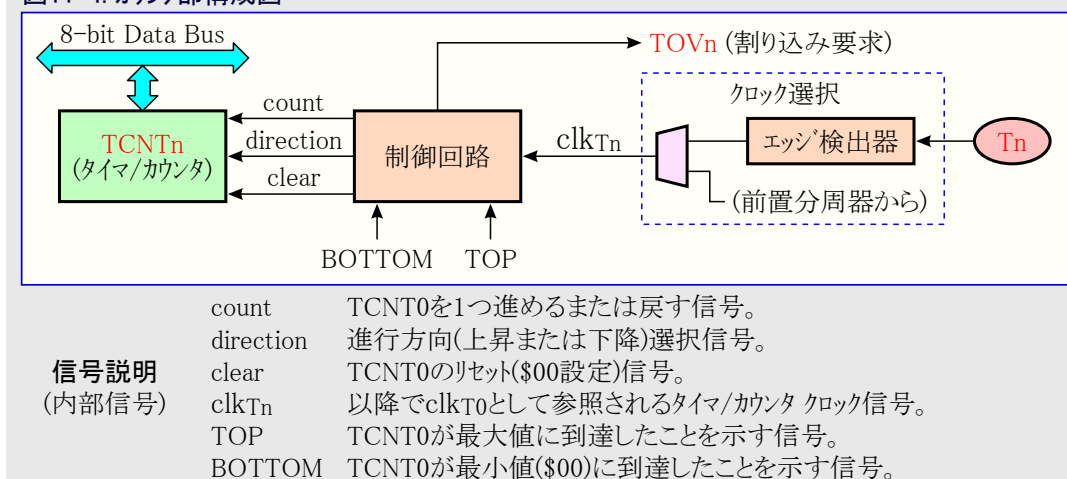 8-bit Data Bus
TOVn (割り込み要求)
クロック選択
count
TCNTn
(タイマ/カウンタ)
direction
制御回路
clkTn
エッジ検出器
Tn
clear
(前置分周器から)
BOTTOM TOP
count TCNT0を1つ進めるまたは戻す信号。
direction 進行方向(上昇または下降)選択信号。
信号説明
(内部信号)
clear TCNT0のリセット($00設定)信号。
clkTn 以降でclkT0として参照されるタイマ/カウンタ クロック信号。
TOP TCNT0が最大値に到達したことを示す信号。
BOTTOM TCNT0が最小値($00)に到達したことを示す信号。